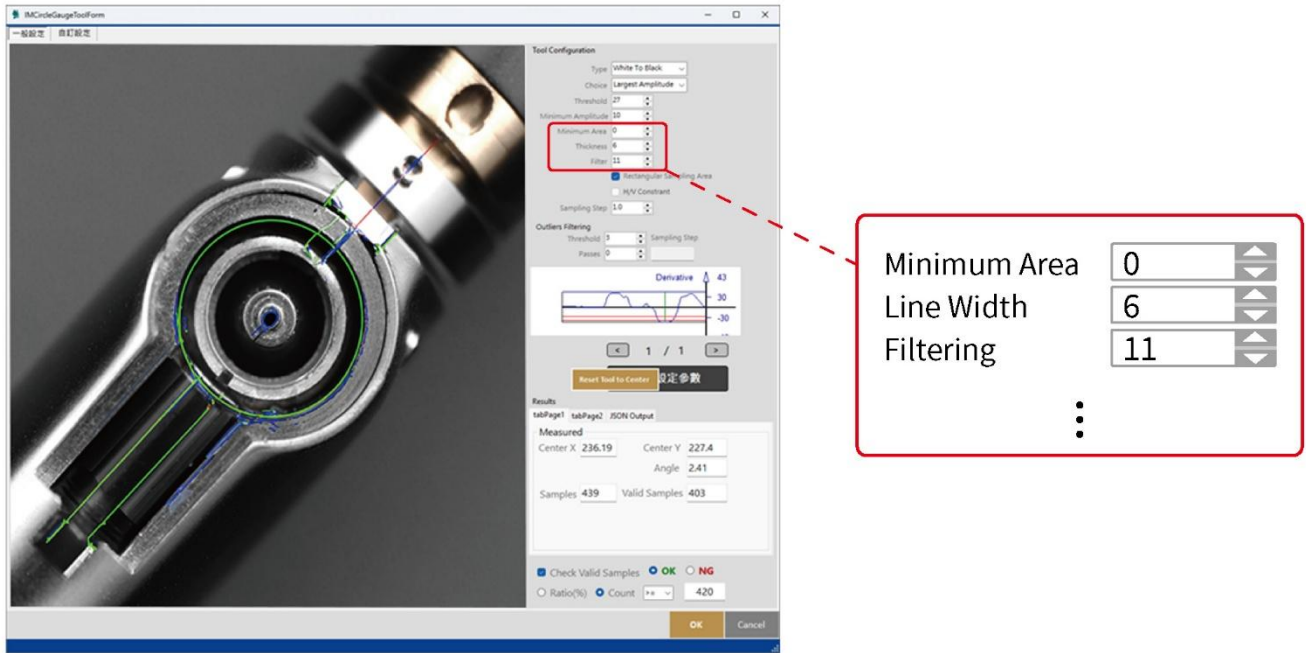 IMCircleGaugeToolForm
一般設定 自訂設定
Tool Configuration
Type White To Black
Choice Largest Amplitude
Threshold 27
Minimum Amplitude 10
Minimum Area 0
Thickness 6
Filter 11
Rectangular Sampling Area
H/V Constraint
Sampling Step 1.0
Outliers Filtering
Threshold 3 Sampling Step
Passes 0
Derivative 43
30
-30
< 1 / 1 >
Reset Tool to Center 設定參數
Results
tabPage1 tabPage2 JSON Output
Measured
Center X 236.19 Center Y 227.4
Angle 2.41
Samples 439 Valid Samples 403
Check Valid Samples OK NG
Ratio(%) Count >= 420
OK Cancel
Minimum Area 0
Line Width 6
Filtering 11